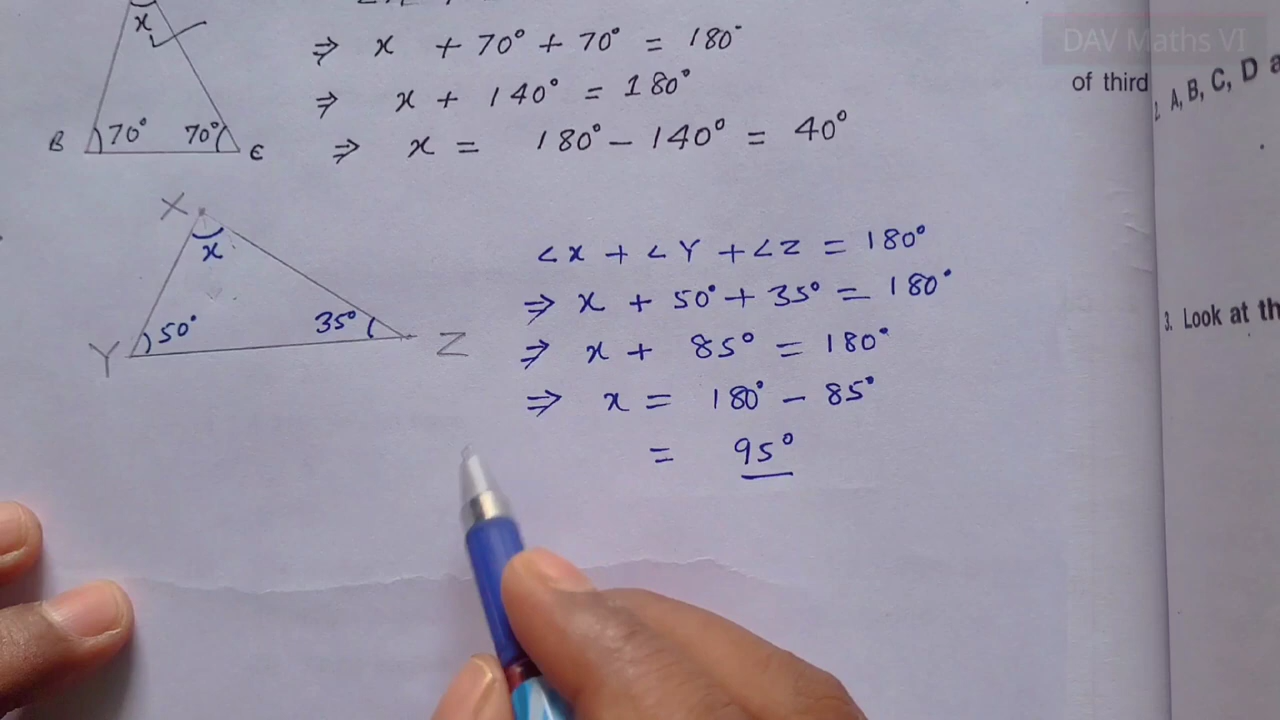 x
⇒ x + 70° + 70° = 180°
⇒ x + 140° = 180°
⇒ x = 180° - 140° = 40°
B 70° 70° C
X
x
50° 35°
Y Z
∠X + ∠Y + ∠Z = 180°
⇒ x + 50° + 35° = 180°
⇒ x + 85° = 180°
⇒ x = 180° - 85°
= 95°
DAV Maths VI
of third
2. A, B, C, D a
3. Look at th